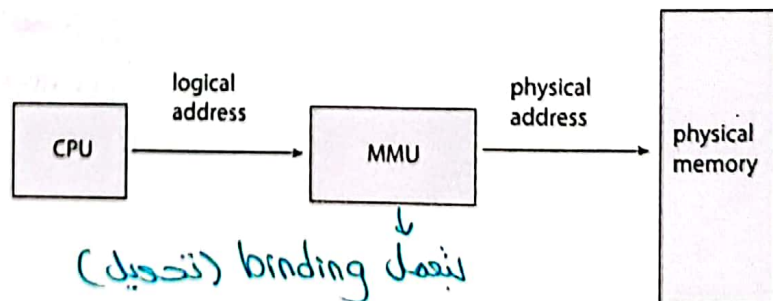 logical
address
physical
address
CPU
MMU
physical
memory
بتعمل binding (تحويل)